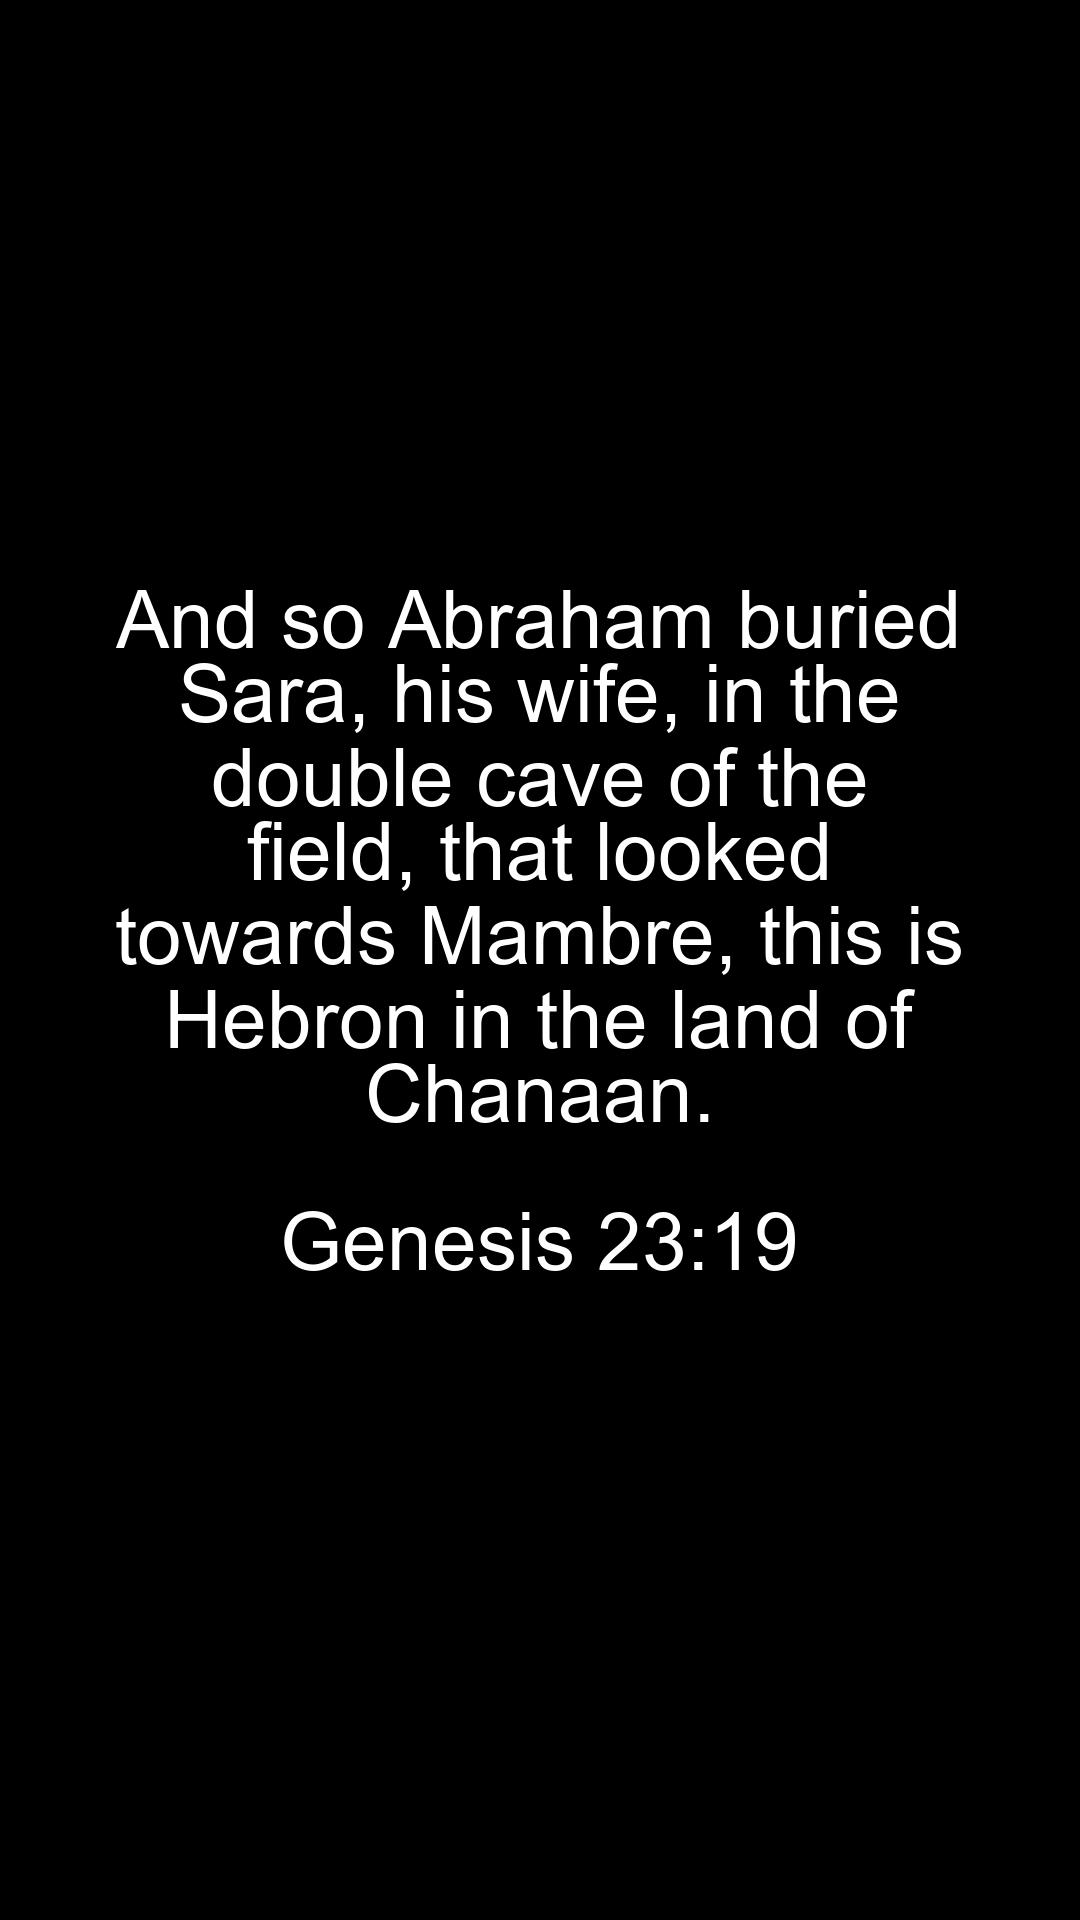 And so Abraham buried
Sara, his wife, in the
double cave of the
field, that looked
towards Mambre, this is
Hebron in the land of
Chanaan.
Genesis 23:19